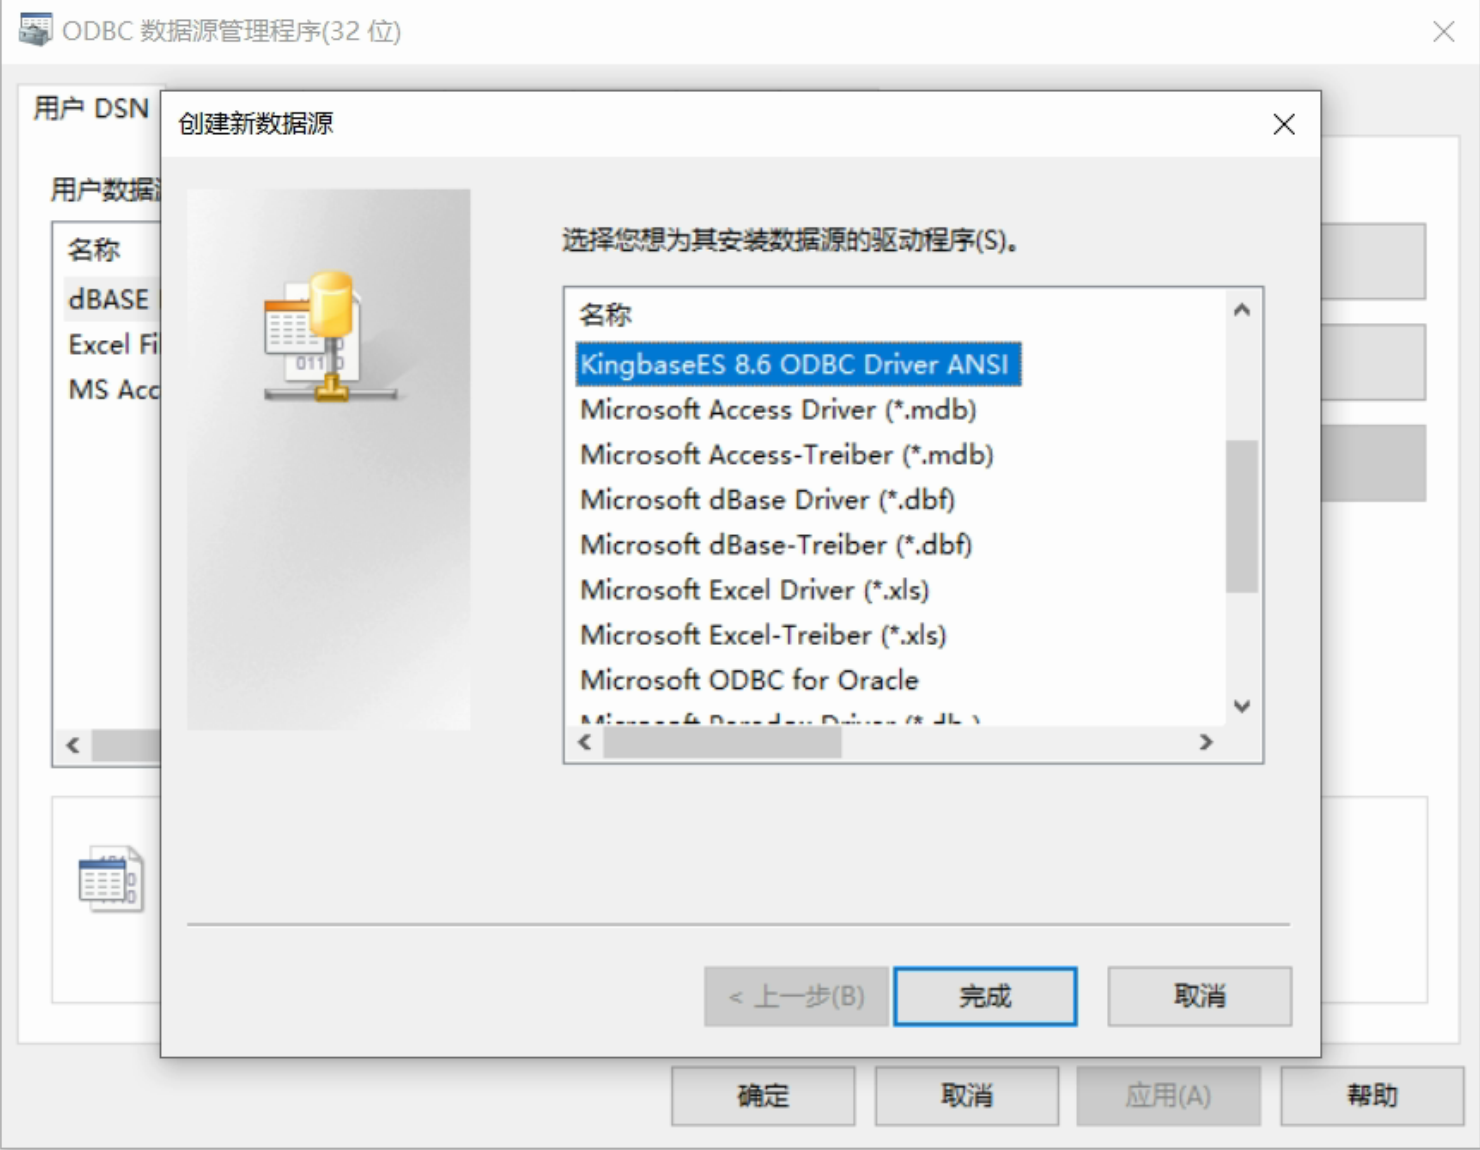 ODBC 数据源管理程序(32 位)
用户 DSN
创建新数据源
用户数据
名称
dBASE
Excel Fi
MS Acc
选择您想为其安装数据源的驱动程序(S)。
名称
KingbaseES 8.6 ODBC Driver ANSI
Microsoft Access Driver (*.mdb)
Microsoft Access-Treiber (*.mdb)
Microsoft dBase Driver (*.dbf)
Microsoft dBase-Treiber (*.dbf)
Microsoft Excel Driver (*.xls)
Microsoft Excel-Treiber (*.xls)
Microsoft ODBC for Oracle
Microsoft Paradox Driver (*.db )
< 上一步(B)
完成
取消
确定
取消
应用(A)
帮助